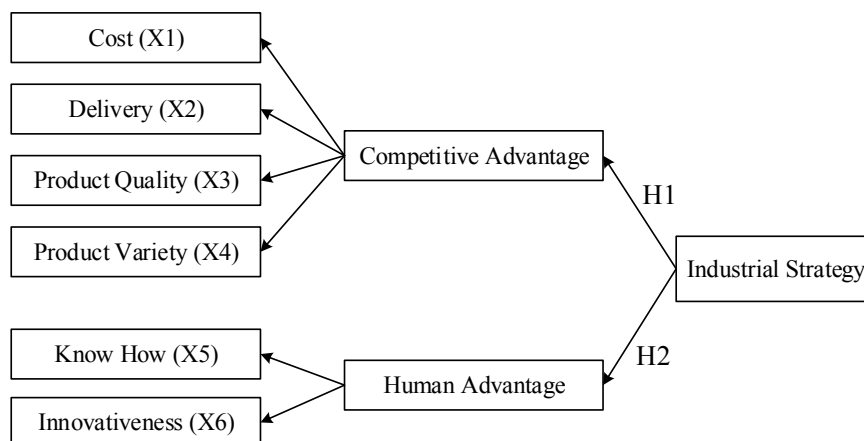 Cost (X1)
Delivery (X2)
Product Quality (X3)
Product Variety (X4)
Know How (X5)
Innovativeness (X6)
Competitive Advantage
Human Advantage
H1
H2
Industrial Strategy